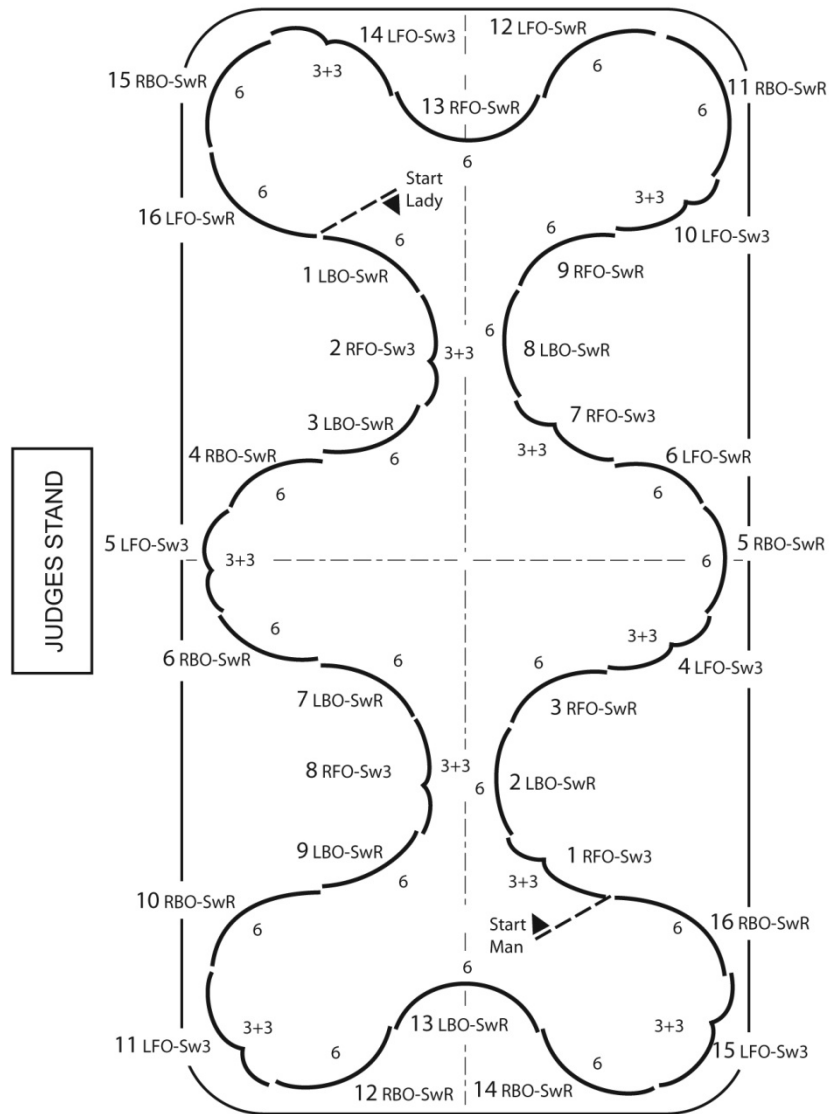 14 LFO-Sw3
12 LFO-SwR
15 RBO-SwR
3+3
6
11 RBO-SwR
6
13 RFO-SwR
6
6
Start
Lady
6
3+3
16 LFO-SwR
6
6
10 LFO-Sw3
1 LBO-SwR
9 RFO-SwR
2 RFO-Sw3
3+3
6
8 LBO-SwR
3 LBO-SwR
7 RFO-Sw3
4 RBO-SwR
6
3+3
6 LFO-SwR
6
6
JUDGES STAND
5 LFO-Sw3
3+3
6
5 RBO-SwR
6
3+3
6 RBO-SwR
6
6
4 LFO-Sw3
7 LBO-SwR
3 RFO-SwR
8 RFO-Sw3
3+3
6
2 LBO-SwR
9 LBO-SwR
1 RFO-Sw3
6
3+3
10 RBO-SwR
6
Start
Man
6
16 RBO-SwR
6
11 LFO-Sw3
3+3
13 LBO-SwR
3+3
15 LFO-Sw3
6
6
12 RBO-SwR
14 RBO-SwR